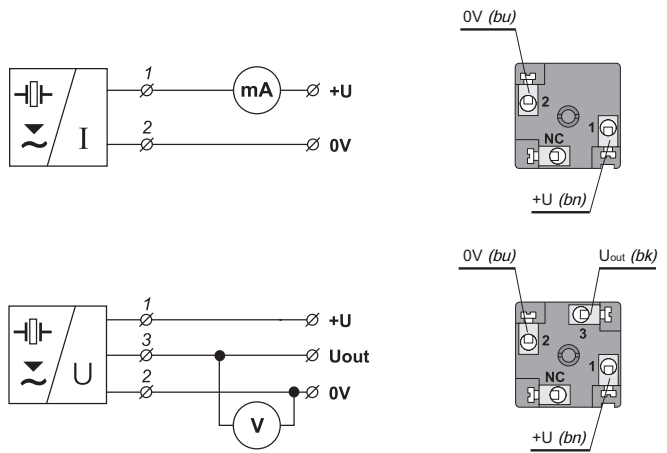 0V (bu)
1
mA
+U
2
1
I
2
0V
NC
+U (bn)
0V (bu)
Uout (bk)
1
+U
3
3
Uout
2
1
U
2
0V
NC
V
+U (bn)